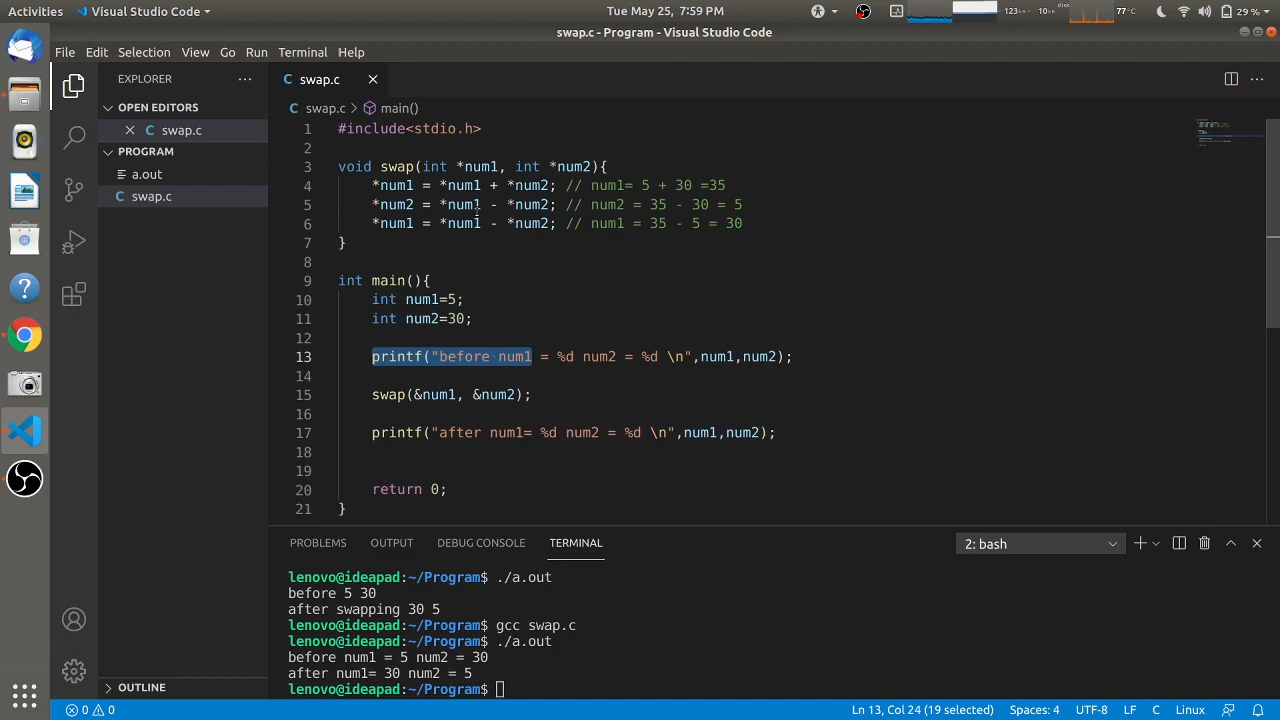 Activities
Visual Studio Code
Tue May 25, 7:59 PM
123
10
77°C
29 %
swap.c - Program - Visual Studio Code
File Edit Selection View Go Run Terminal Help
EXPLORER
OPEN EDITORS
swap.c
PROGRAM
a.out
swap.c
OUTLINE
swap.c
swap.c > main()
1 #include<stdio.h>
2
3 void swap(int *num1, int *num2){
4 *num1 = *num1 + *num2; // num1= 5 + 30 =35
5 *num2 = *num1 - *num2; // num2 = 35 - 30 = 5
6 *num1 = *num1 - *num2; // num1 = 35 - 5 = 30
7 }
8
9 int main(){
10 int num1=5;
11 int num2=30;
12
13 printf("before num1 = %d num2 = %d \n",num1,num2);
14
15 swap(&num1, &num2);
16
17 printf("after num1= %d num2 = %d \n",num1,num2);
18
19
20 return 0;
21 }
PROBLEMS OUTPUT DEBUG CONSOLE TERMINAL
2: bash
lenovo@ideapad:~/Program$ ./a.out
before 5 30
after swapping 30 5
lenovo@ideapad:~/Program$ gcc swap.c
lenovo@ideapad:~/Program$ ./a.out
before num1 = 5 num2 = 30
after num1= 30 num2 = 5
lenovo@ideapad:~/Program$
0 0
Ln 13, Col 24 (19 selected)
Spaces: 4
UTF-8
LF
C
Linux